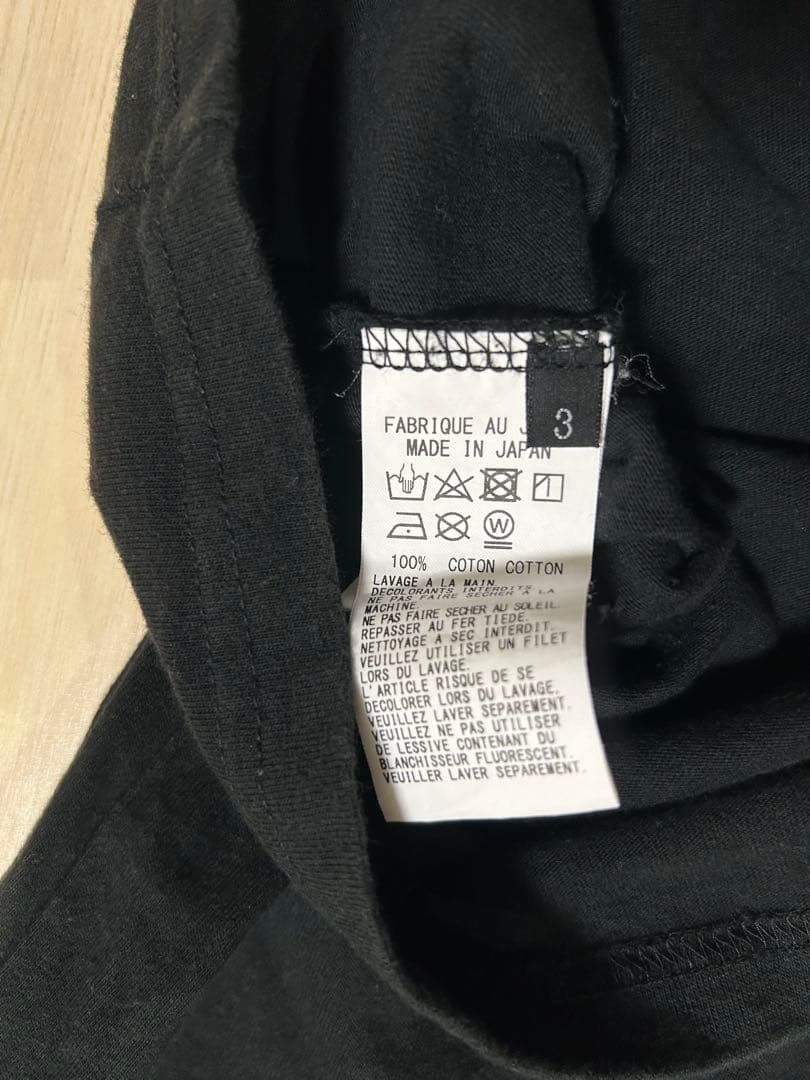 FABRIQUE AU J
3
MADE IN JAPAN
W
100% COTON COTTON
LAVAGE A LA MAIN.
DECOLORANTS INTERDITS.
NE PAS FAIRE SECHER A LA
MACHINE.
NE PAS FAIRE SECHER AU SOLEIL.
REPASSER AU FER TIEDE.
NETTOYAGE A SEC INTERDIT.
VEUILLEZ UTILISER UN FILET
LORS DU LAVAGE.
L'ARTICLE RISQUE DE SE
DECOLORER LORS DU LAVAGE.
VEUILLEZ LAVER SEPAREMENT.
VEUILLEZ NE PAS UTILISER
DE LESSIVE CONTENANT DU
BLANCHISSEUR FLUORESCENT.
VEUILLER LAVER SEPAREMENT.